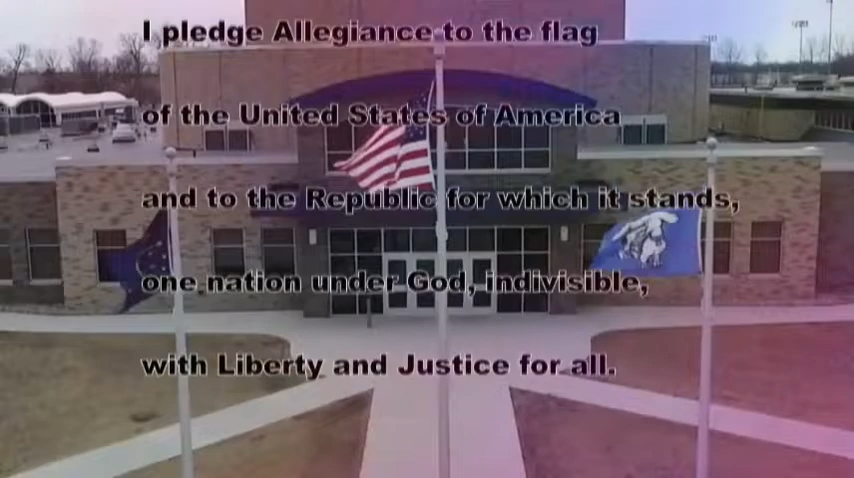 I pledge Allegiance to the flag
of the United States of America
and to the Republic for which it stands,
one nation under God, indivisible,
with Liberty and Justice for all.